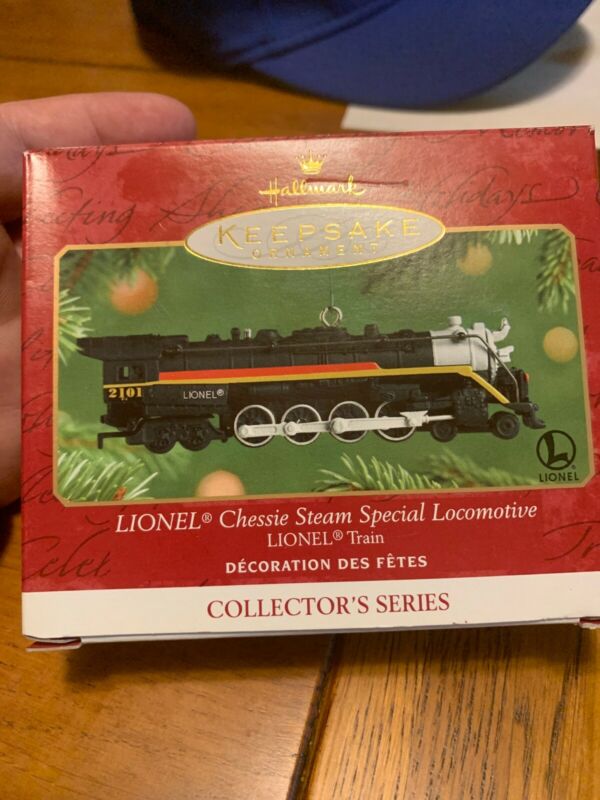 Hallmark
KEEPSAKE
ORNAMENT
2101
LIONEL®
LIONEL
LIONEL® Chessie Steam Special Locomotive
LIONEL® Train
DÉCORATION DES FÊTES
COLLECTOR'S SERIES